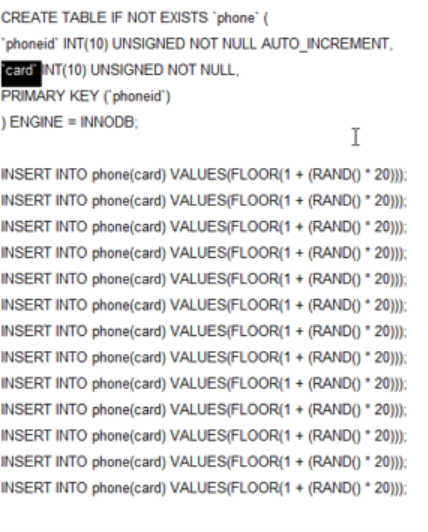 CREATE TABLE IF NOT EXISTS `phone` (
`phoneid` INT(10) UNSIGNED NOT NULL AUTO_INCREMENT,
`card` INT(10) UNSIGNED NOT NULL,
PRIMARY KEY (`phoneid`)
) ENGINE = INNODB;
INSERT INTO phone(card) VALUES(FLOOR(1 + (RAND() * 20)));
INSERT INTO phone(card) VALUES(FLOOR(1 + (RAND() * 20)));
INSERT INTO phone(card) VALUES(FLOOR(1 + (RAND() * 20)));
INSERT INTO phone(card) VALUES(FLOOR(1 + (RAND() * 20)));
INSERT INTO phone(card) VALUES(FLOOR(1 + (RAND() * 20)));
INSERT INTO phone(card) VALUES(FLOOR(1 + (RAND() * 20)));
INSERT INTO phone(card) VALUES(FLOOR(1 + (RAND() * 20)));
INSERT INTO phone(card) VALUES(FLOOR(1 + (RAND() * 20)));
INSERT INTO phone(card) VALUES(FLOOR(1 + (RAND() * 20)));
INSERT INTO phone(card) VALUES(FLOOR(1 + (RAND() * 20)));
INSERT INTO phone(card) VALUES(FLOOR(1 + (RAND() * 20)));
INSERT INTO phone(card) VALUES(FLOOR(1 + (RAND() * 20)));
INSERT INTO phone(card) VALUES(FLOOR(1 + (RAND() * 20)));